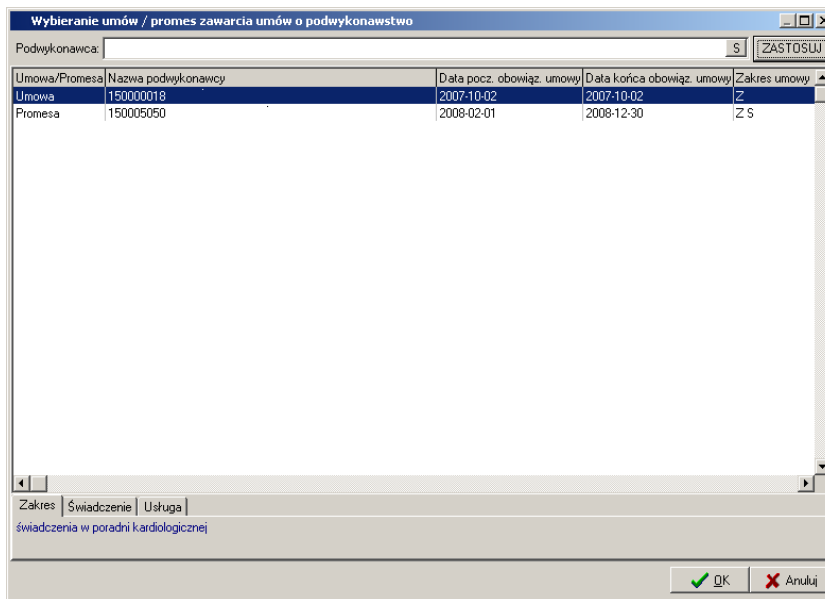 Wybieranie umów / promes zawarcia umów o podwykonawstwo
Podwykonawca: S ZASTOSUJ
Umowa/Promesa Nazwa podwykonawcy Data pocz. obowiąz. umowy Data końca obowiąz. umowy Zakres umowy
Umowa 150000018 2007-10-02 2007-10-02 Z
Promesa 150005050 2008-02-01 2008-12-30 Z S
Zakres Świadczenie Usługa
świadczenia w poradni kardiologicznej
OK Anuluj